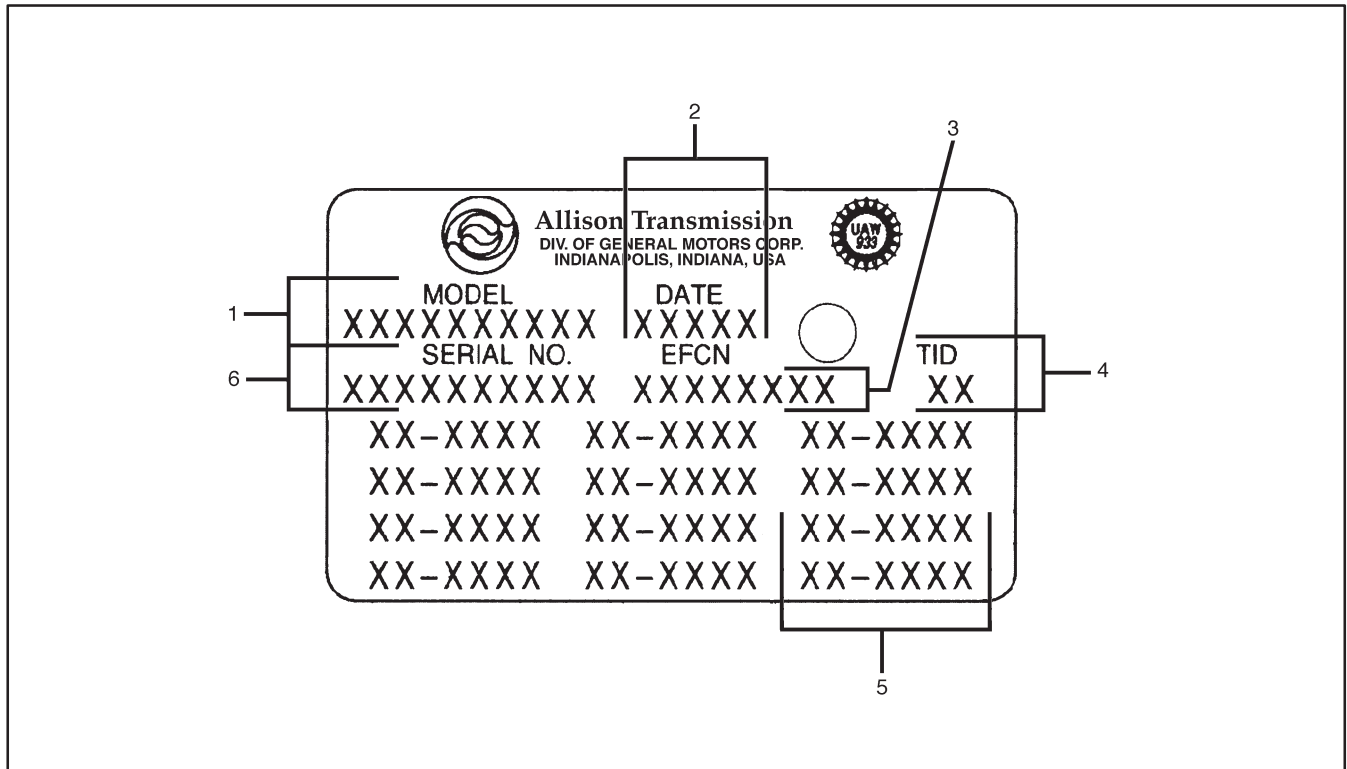 2
3
Allison Transmission
UAW
933
DIV. OF GENERAL MOTORS CORP.
INDIANAPOLIS, INDIANA, USA
MODEL DATE
1
XXXXXXXXXX XXXXX
SERIAL NO. EFCN TID
6
XXXXXXXXXX XXXXXXXX XX
4
XX-XXXX XX-XXXX XX-XXXX
XX-XXXX XX-XXXX XX-XXXX
XX-XXXX XX-XXXX XX-XXXX
XX-XXXX XX-XXXX XX-XXXX
5